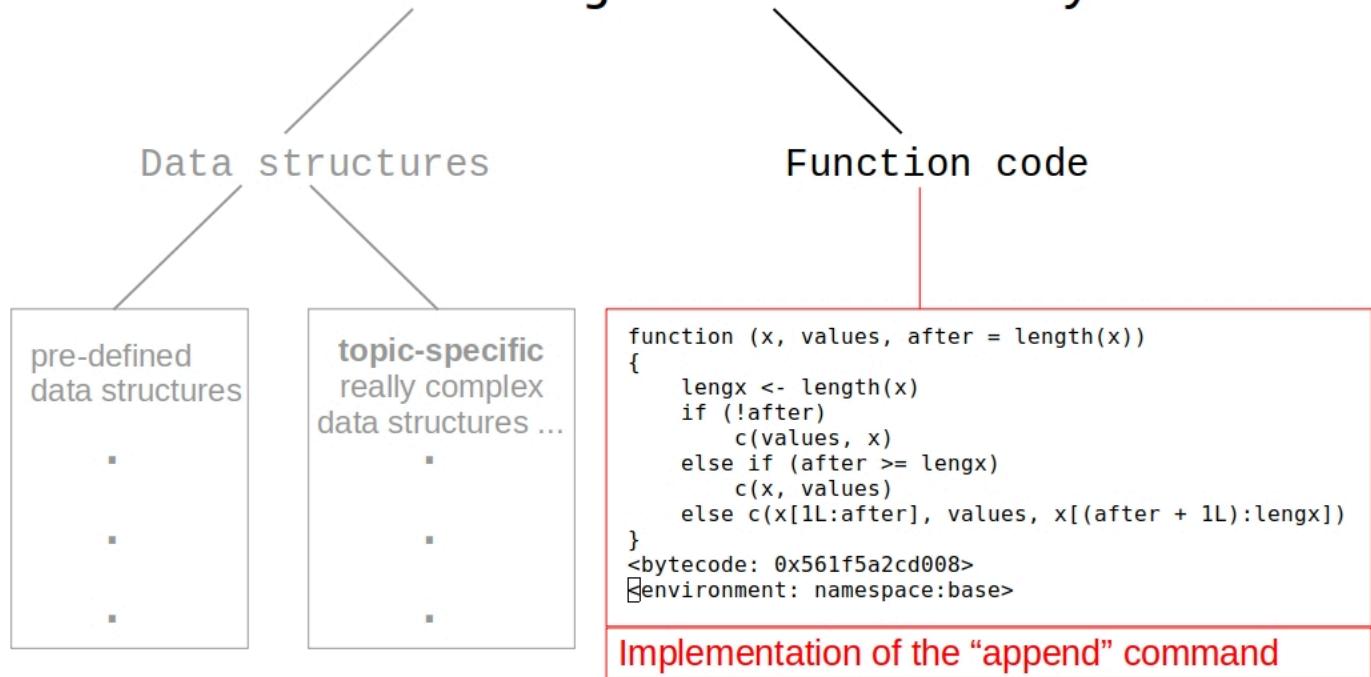 Data structures
Function code
pre-defined
data structures
.
.
.
topic-specific
really complex
data structures ...
.
.
.
function (x, values, after = length(x))
{
    lengx <- length(x)
    if (!after)
        c(values, x)
    else if (after >= lengx)
        c(x, values)
    else c(x[1L:after], values, x[(after + 1L):lengx])
}
<bytecode: 0x561f5a2cd008>
<environment: namespace:base>
Implementation of the “append” command